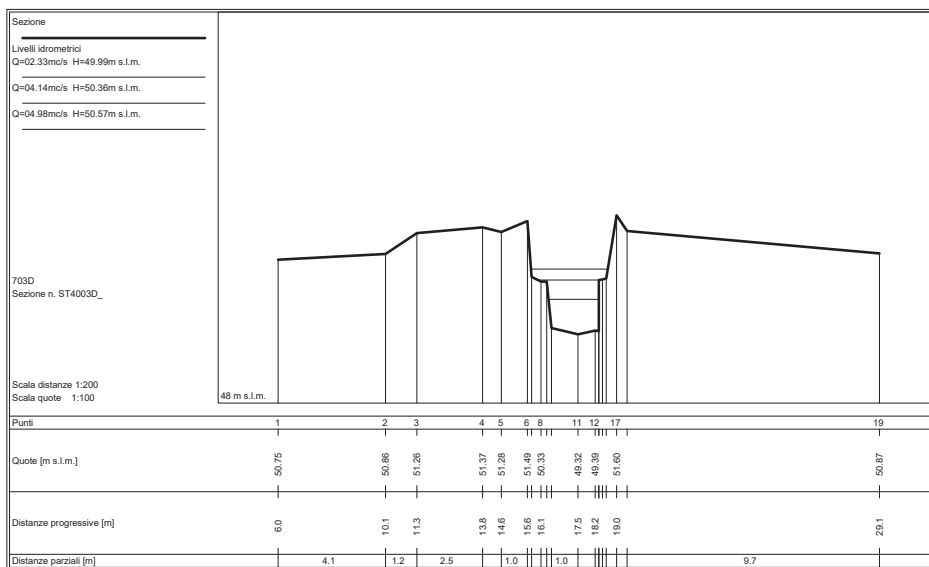 Sezione
Livelli idrometrici
Q=02.33mc/s H=49.99m s.l.m.
Q=04.14mc/s H=50.36m s.l.m.
Q=04.98mc/s H=50.57m s.l.m.
703D
Sezione n. ST4003D_
Scala distanze 1:200
Scala quote 1:100
48 m s.l.m.
Punti 1 2 3 4 5 6 8 11 12 17 19
Quote [m s.l.m.] 50.75 50.86 51.26 51.37 51.28 51.49 50.33 49.32 49.39 51.60 50.87
Distanze progressive [m] 6.0 10.1 11.3 13.8 14.6 15.6 16.1 17.5 18.2 19.0 29.1
Distanze parziali [m] 4.1 1.2 2.5 1.0 1.0 9.7